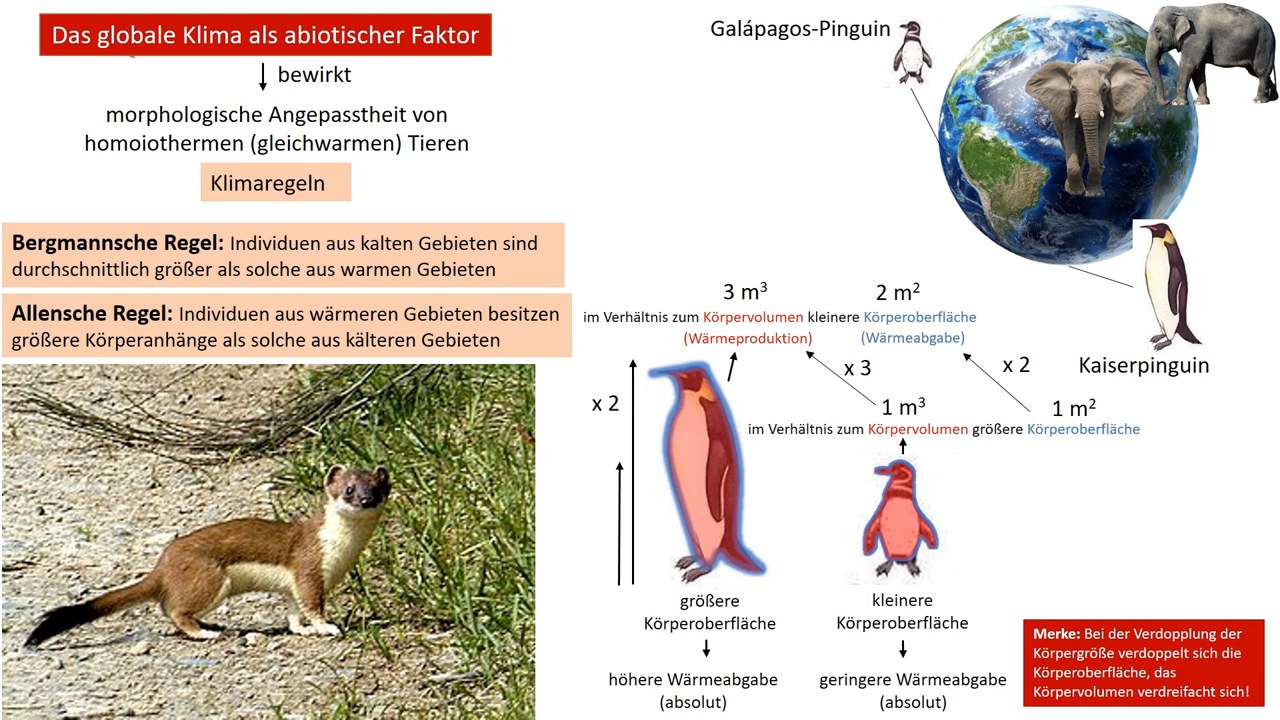 Das globale Klima als abiotischer Faktor
bewirkt
morphologische Angepasstheit von
homoiothermen (gleichwarmen) Tieren
Klimaregeln
Bergmannsche Regel: Individuen aus kalten Gebieten sind
durchschnittlich größer als solche aus warmen Gebieten
Allensche Regel: Individuen aus wärmeren Gebieten besitzen
größere Körperanhänge als solche aus kälteren Gebieten
Galápagos-Pinguin
Kaiserpinguin
3 m³ 2 m²
im Verhältnis zum Körpervolumen kleinere Körperoberfläche
(Wärmeproduktion) (Wärmeabgabe)
x 3 x 2
x 2
1 m³ 1 m²
im Verhältnis zum Körpervolumen größere Körperoberfläche
größere
Körperoberfläche
höhere Wärmeabgabe
(absolut)
kleinere
Körperoberfläche
geringere Wärmeabgabe
(absolut)
Merke: Bei der Verdopplung der
Körpergröße verdoppelt sich die
Körperoberfläche, das
Körpervolumen verdreifacht sich!